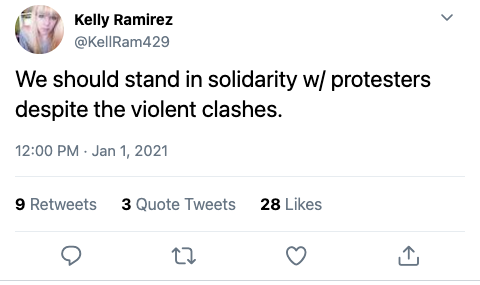 Kelly Ramirez
@KellRam429
We should stand in solidarity w/ protesters
despite the violent clashes.
12:00 PM · Jan 1, 2021
9 Retweets 3 Quote Tweets 28 Likes